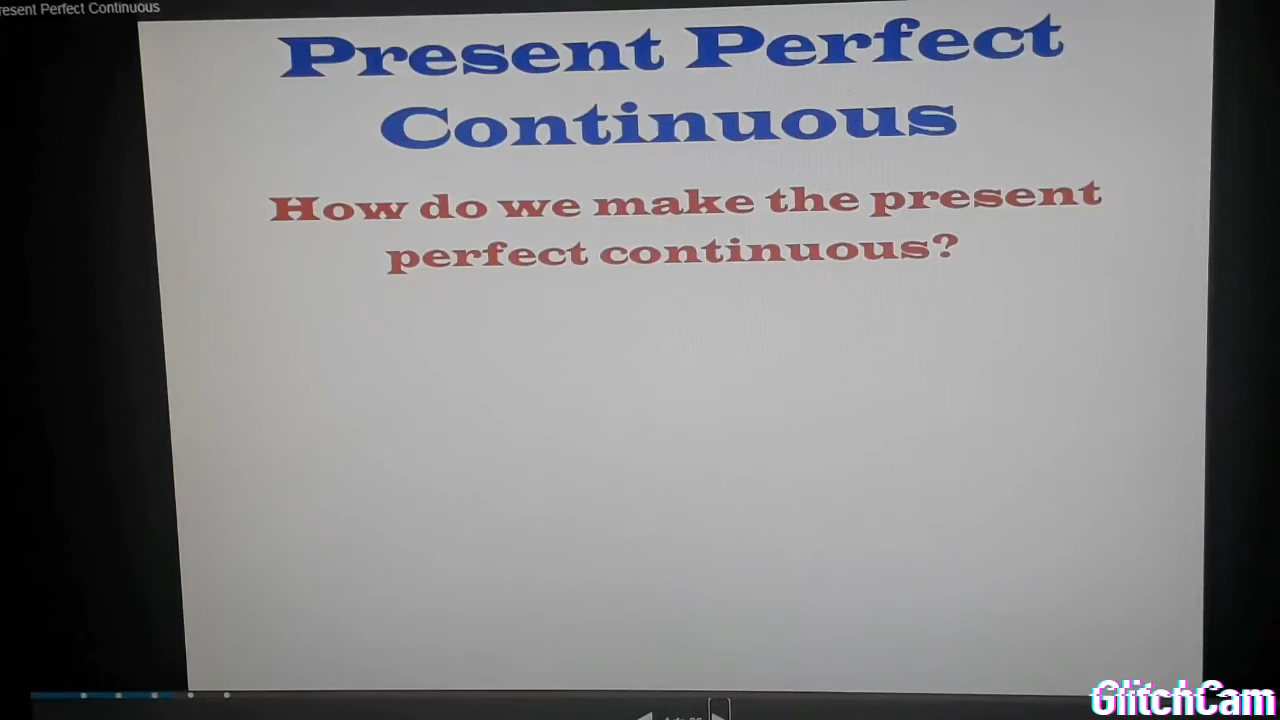 resent Perfect Continuous
Present Perfect
Continuous
How do we make the present
perfect continuous?
GlitchCam